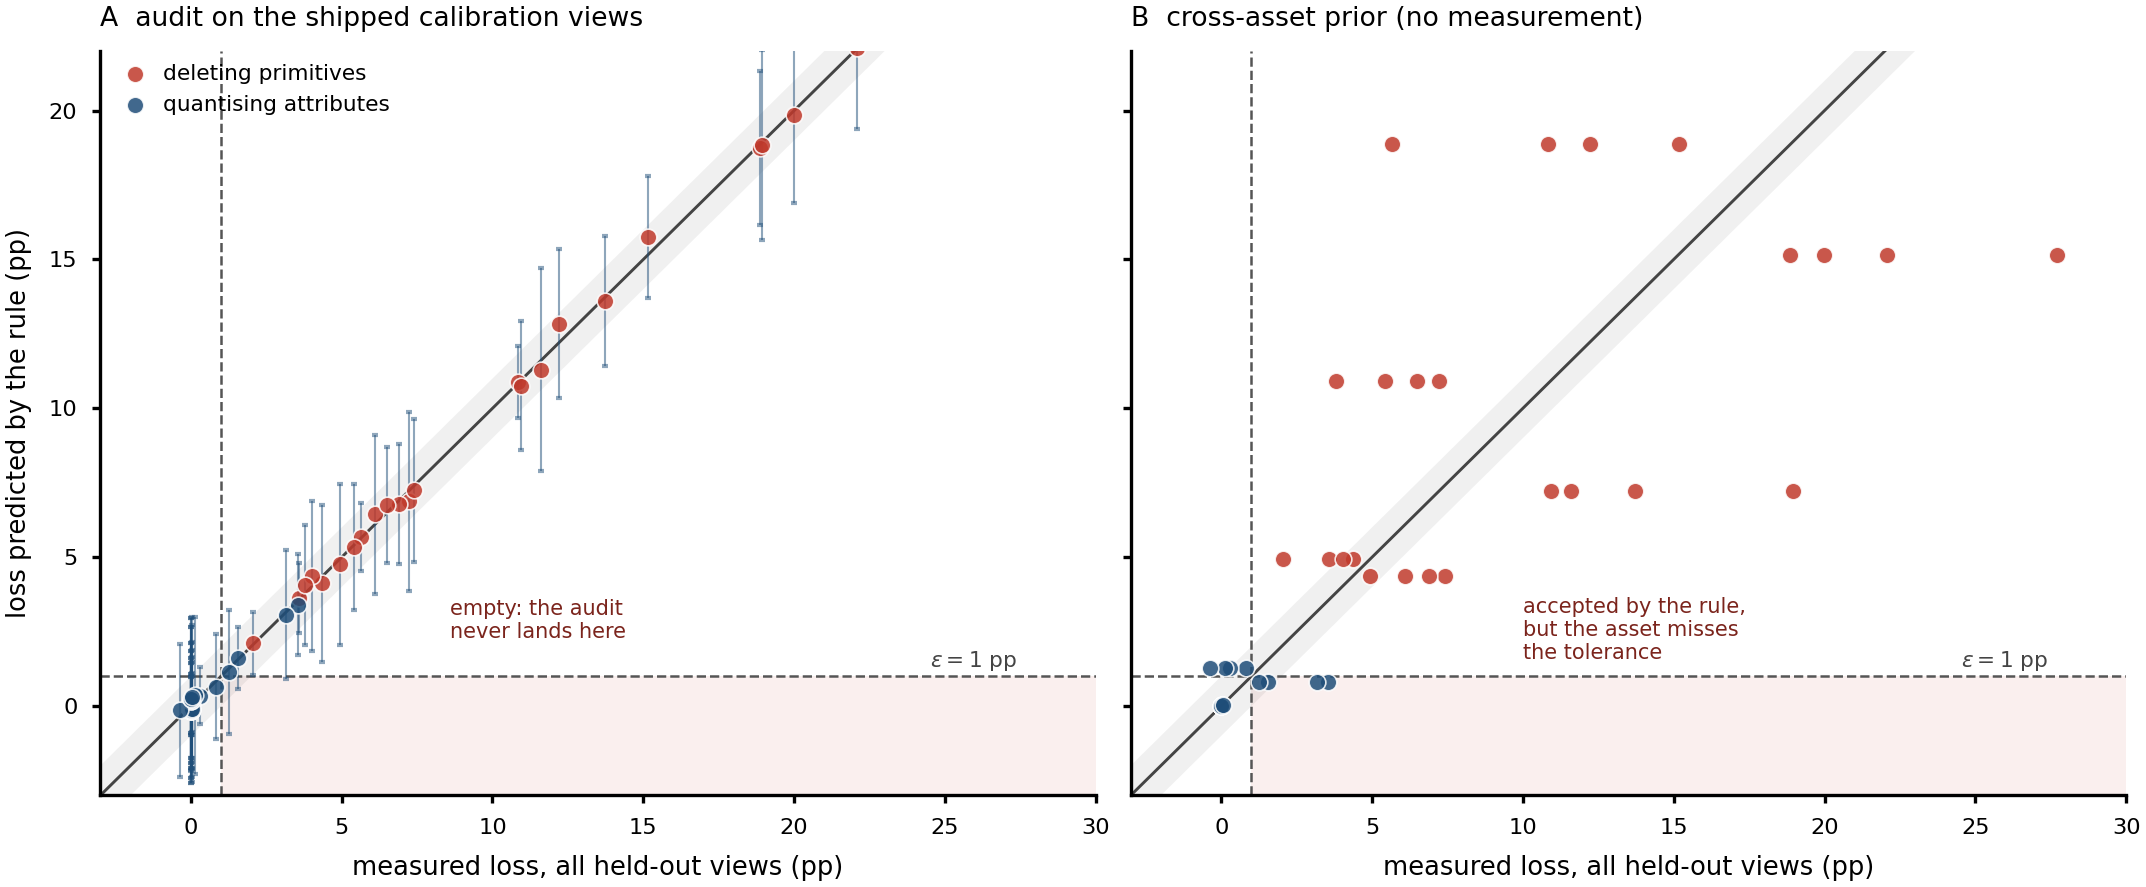 A  audit on the shipped calibration views
deleting primitives
quantising attributes
loss predicted by the rule (pp)
20
15
10
5
0
empty: the audit
never lands here
ε = 1 pp
0
5
10
15
20
25
30
measured loss, all held-out views (pp)
B  cross-asset prior (no measurement)
accepted by the rule,
but the asset misses
the tolerance
ε = 1 pp
0
5
10
15
20
25
30
measured loss, all held-out views (pp)